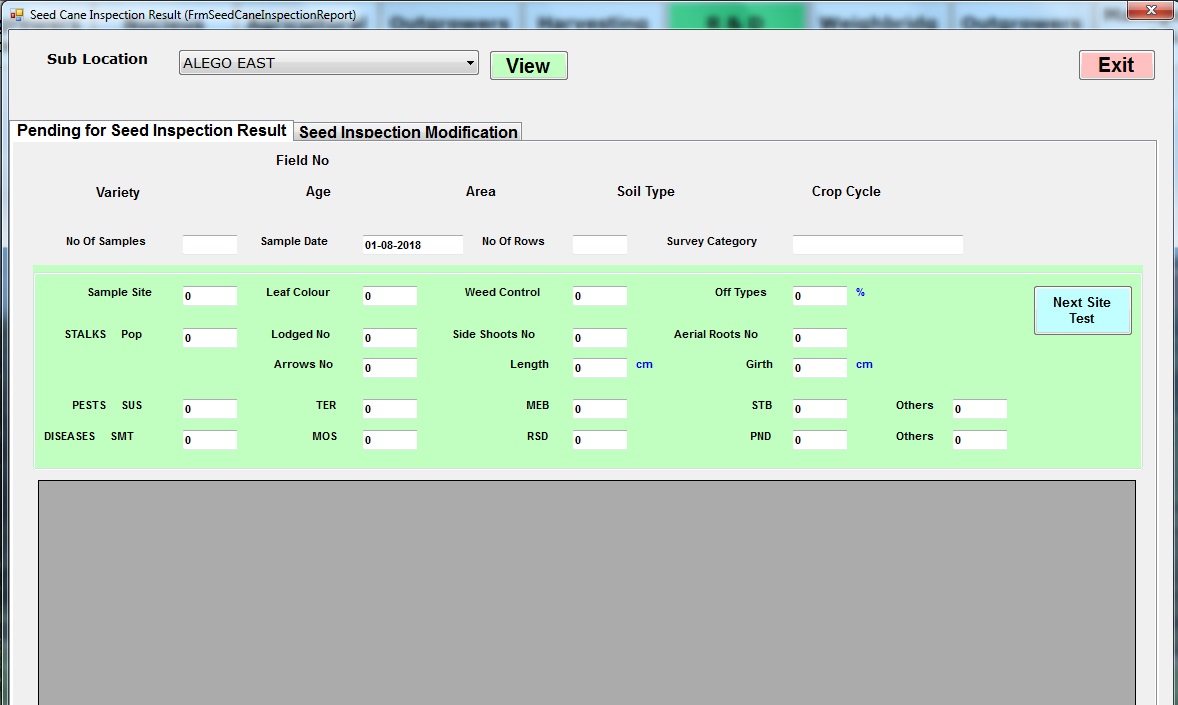 Seed Cane Inspection Result (FrmSeedCaneInspectionReport)
Outgrowers Harvesting R & D Weighbridg Outgrowers
Sub Location ALEGO EAST View Exit
Pending for Seed Inspection Result Seed Inspection Modification
Field No
Variety Age Area Soil Type Crop Cycle
No Of Samples Sample Date 01-08-2018 No Of Rows Survey Category
Sample Site 0 Leaf Colour 0 Weed Control 0 Off Types 0 %
Next Site
Test
STALKS Pop 0 Lodged No 0 Side Shoots No 0 Aerial Roots No 0
Arrows No 0 Length 0 cm Girth 0 cm
PESTS SUS 0 TER 0 MEB 0 STB 0 Others 0
DISEASES SMT 0 MOS 0 RSD 0 PND 0 Others 0